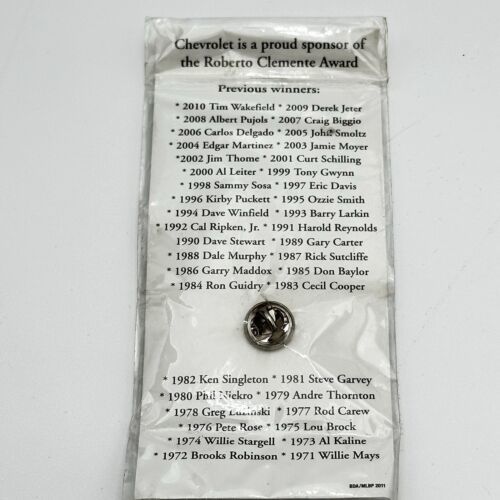 Chevrolet is a proud sponsor of
the Roberto Clemente Award
Previous winners:
* 2010 Tim Wakefield * 2009 Derek Jeter
* 2008 Albert Pujols * 2007 Craig Biggio
* 2006 Carlos Delgado * 2005 John Smoltz
* 2004 Edgar Martinez * 2003 Jamie Moyer
*2002 Jim Thome * 2001 Curt Schilling
* 2000 Al Leiter * 1999 Tony Gwynn
* 1998 Sammy Sosa * 1997 Eric Davis
* 1996 Kirby Puckett * 1995 Ozzie Smith
* 1994 Dave Winfield * 1993 Barry Larkin
*1992 Cal Ripken, Jr. * 1991 Harold Reynolds
1990 Dave Stewart * 1989 Gary Carter
* 1988 Dale Murphy * 1987 Rick Sutcliffe
* 1986 Garry Maddox * 1985 Don Baylor
* 1984 Ron Guidry * 1983 Cecil Cooper
* 1982 Ken Singleton * 1981 Steve Garvey
* 1980 Phil Niekro * 1979 Andre Thornton
* 1978 Greg Luzinski * 1977 Rod Carew
* 1976 Pete Rose * 1975 Lou Brock
* 1974 Willie Stargell * 1973 Al Kaline
* 1972 Brooks Robinson * 1971 Willie Mays
BDA/MLBP 2011